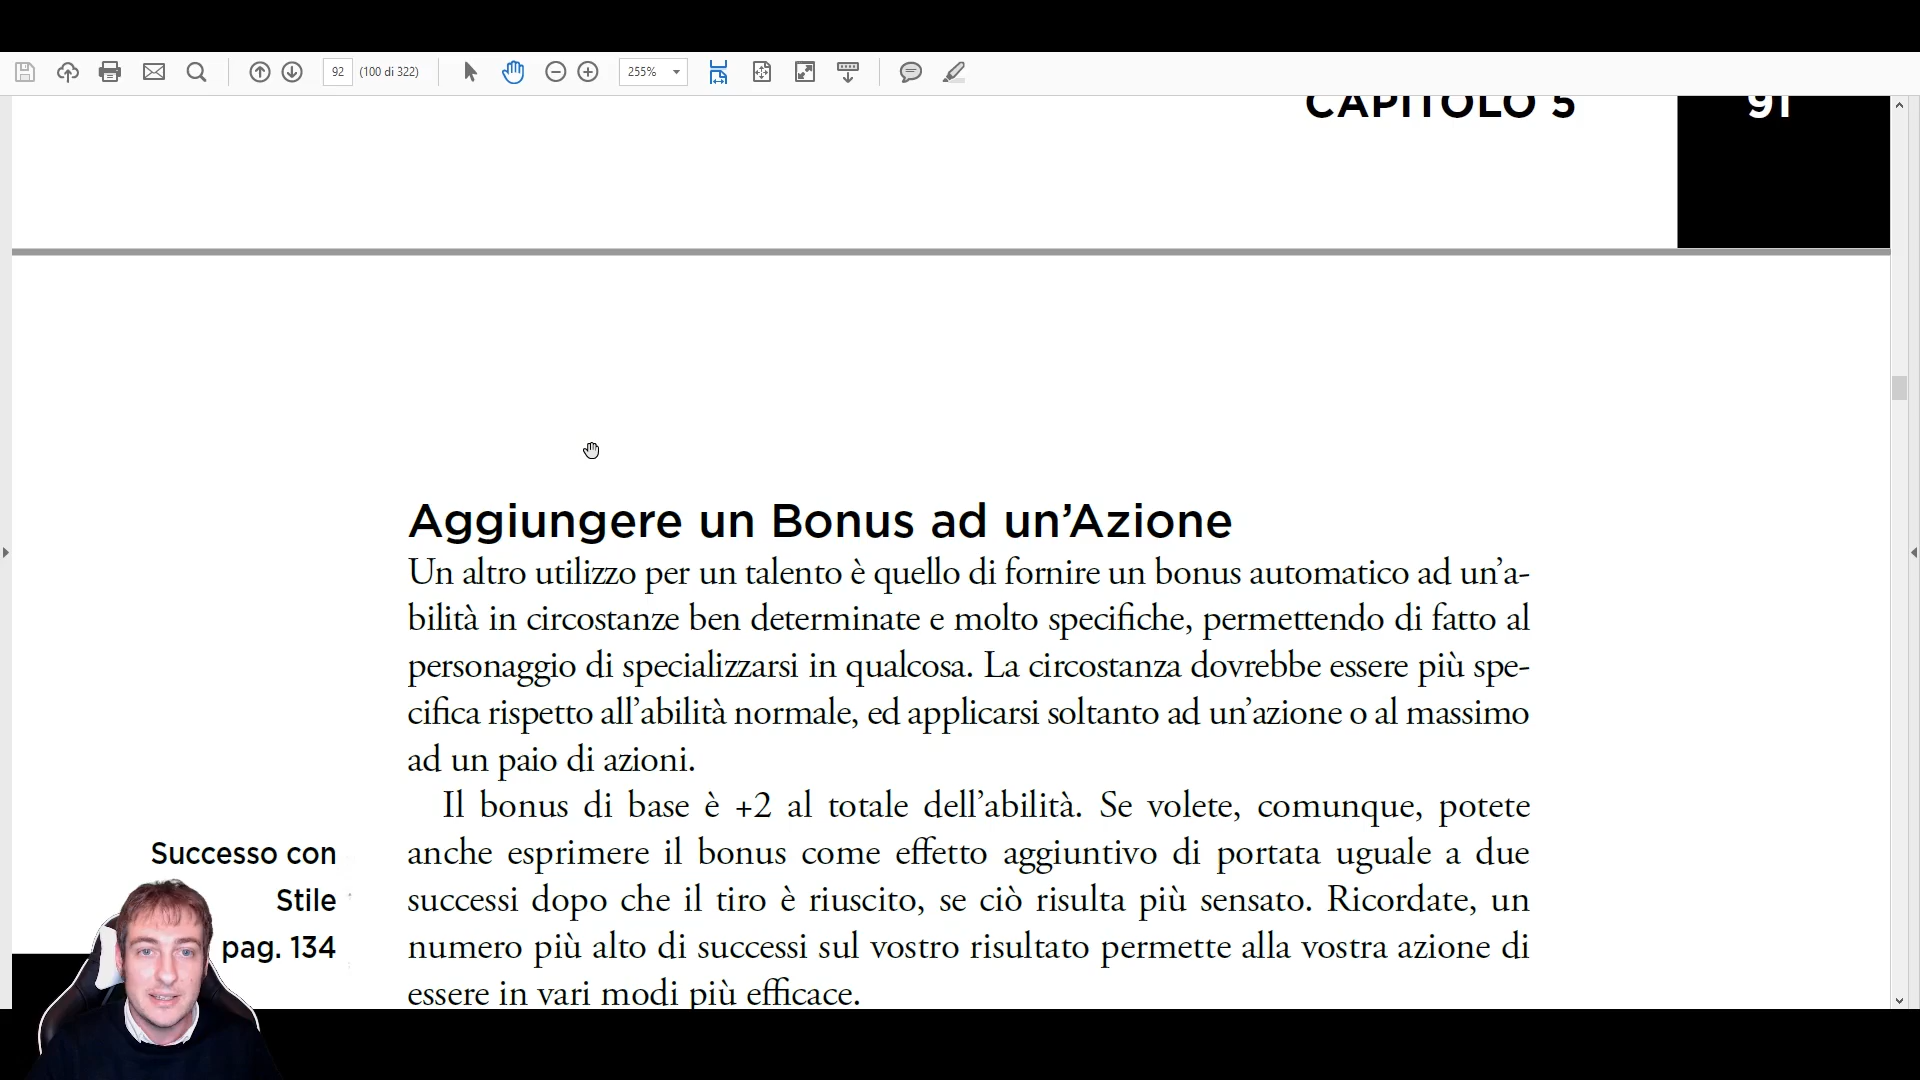 92 (100 di 322) 255%
CAPITOLO 5 91
Aggiungere un Bonus ad un’Azione
Un altro utilizzo per un talento è quello di fornire un bonus automatico ad un’a-
bilità in circostanze ben determinate e molto specifiche, permettendo di fatto al
personaggio di specializzarsi in qualcosa. La circostanza dovrebbe essere più spe-
cifica rispetto all’abilità normale, ed applicarsi soltanto ad un’azione o al massimo
ad un paio di azioni.
Il bonus di base è +2 al totale dell’abilità. Se volete, comunque, potete
anche esprimere il bonus come effetto aggiuntivo di portata uguale a due
successi dopo che il tiro è riuscito, se ciò risulta più sensato. Ricordate, un
numero più alto di successi sul vostro risultato permette alla vostra azione di
essere in vari modi più efficace.
Successo con
Stile
pag. 134